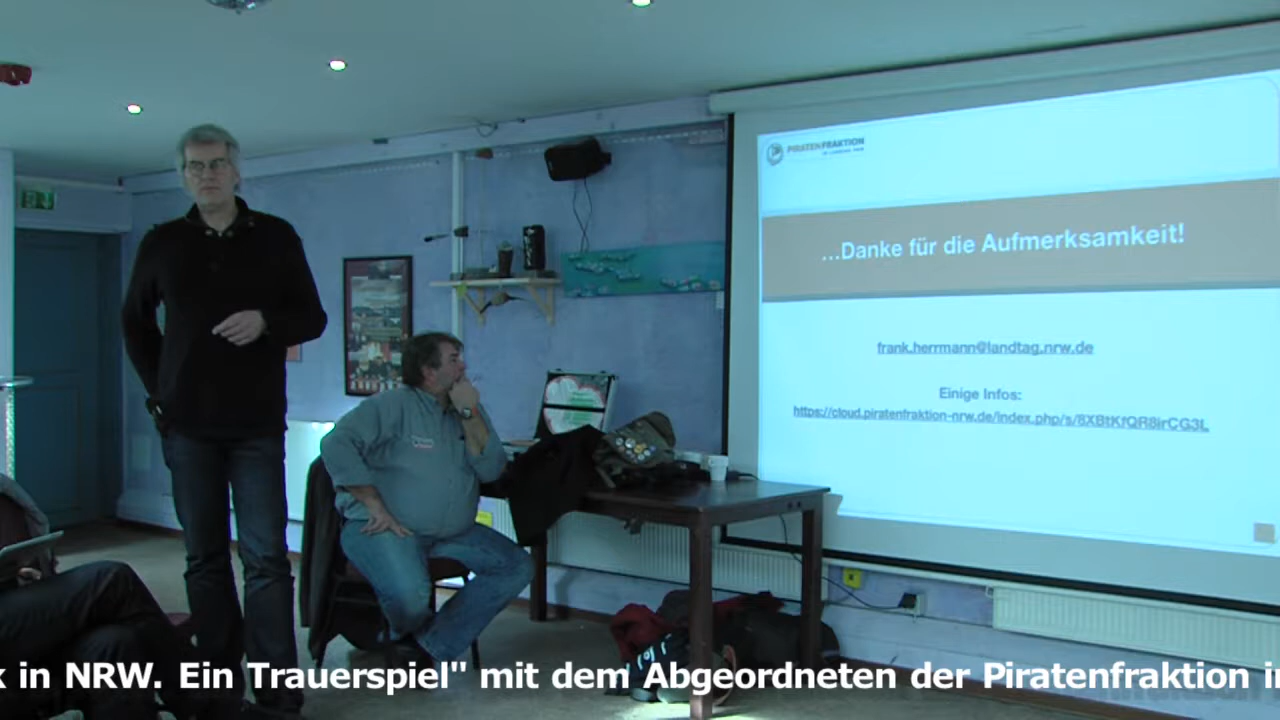 PIRATENFRAKTION
...Danke für die Aufmerksamkeit!
frank.herrmann@landtag.nrw.de
Einige Infos:
https://cloud.piratenfraktion-nrw.de/index.php/s/8XBtKfQR8irCG3L
in NRW. Ein Trauerspiel" mit dem Abgeordneten der Piratenfraktion